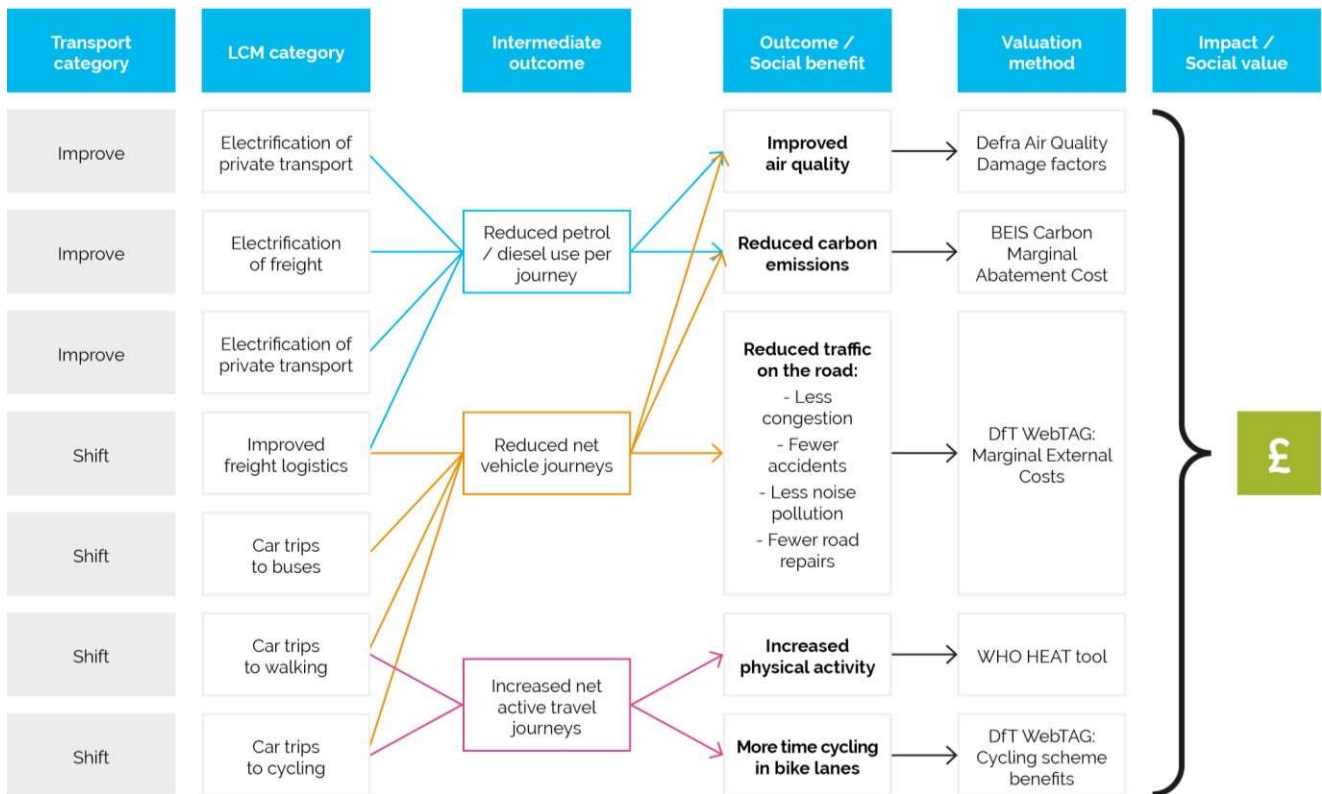 Transport
category
LCM category
Intermediate
outcome
Outcome /
Social benefit
Valuation
method
Impact /
Social value
Improve
Electrification of
private transport
Improved
air quality
Defra Air Quality
Damage factors
Improve
Electrification
of freight
Reduced petrol
/ diesel use per
journey
Reduced carbon
emissions
BEIS Carbon
Marginal
Abatement Cost
Improve
Electrification of
private transport
Reduced traffic
on the road:
- Less
congestion
- Fewer
accidents
- Less noise
pollution
- Fewer road
repairs
DfT WebTAG:
Marginal External
Costs
£
Shift
Improved
freight logistics
Reduced net
vehicle journeys
Shift
Car trips
to buses
Shift
Car trips
to walking
Increased net
active travel
journeys
Increased
physical activity
WHO HEAT tool
Shift
Car trips
to cycling
More time cycling
in bike lanes
DfT WebTAG:
Cycling scheme
benefits